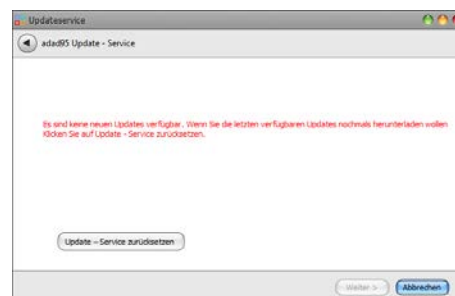 Updateservice
adad95 Update - Service
Es sind keine neuen Updates verfügbar. Wenn Sie die letzten verfügbaren Updates nochmals herunterladen wollen
Klicken Sie auf Update - Service zurücksetzen.
Update – Service zurücksetzen
Weiter >
Abbrechen